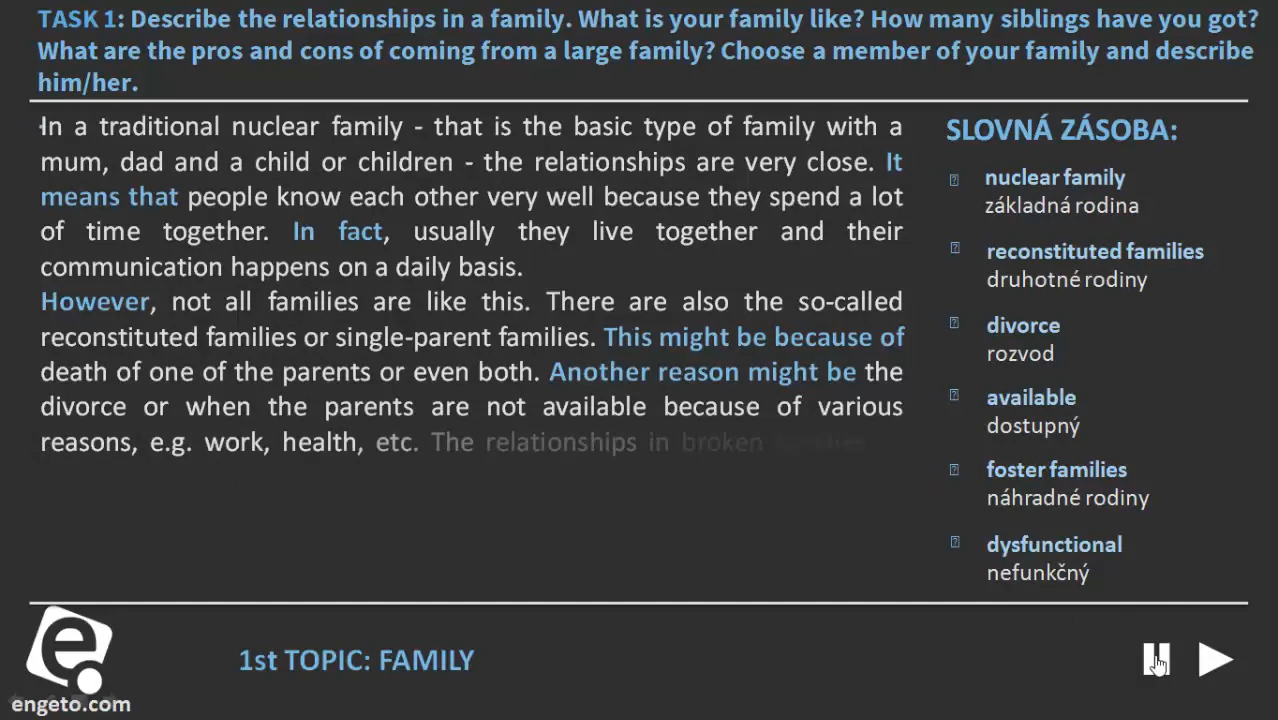 TASK 1: Describe the relationships in a family. What is your family like? How many siblings have you got?
What are the pros and cons of coming from a large family? Choose a member of your family and describe
him/her.
In a traditional nuclear family - that is the basic type of family with a
mum, dad and a child or children - the relationships are very close. It
means that people know each other very well because they spend a lot
of time together. In fact, usually they live together and their
communication happens on a daily basis.
However, not all families are like this. There are also the so-called
reconstituted families or single-parent families. This might be because of
death of one of the parents or even both. Another reason might be the
divorce or when the parents are not available because of various
reasons, e.g. work, health, etc. The relationships in broken
SLOVNÁ ZÁSOBA:
nuclear family
základná rodina
reconstituted families
druhotné rodiny
divorce
rozvod
available
dostupný
foster families
náhradné rodiny
dysfunctional
nefunkčný
e
engeto.com
1st TOPIC: FAMILY